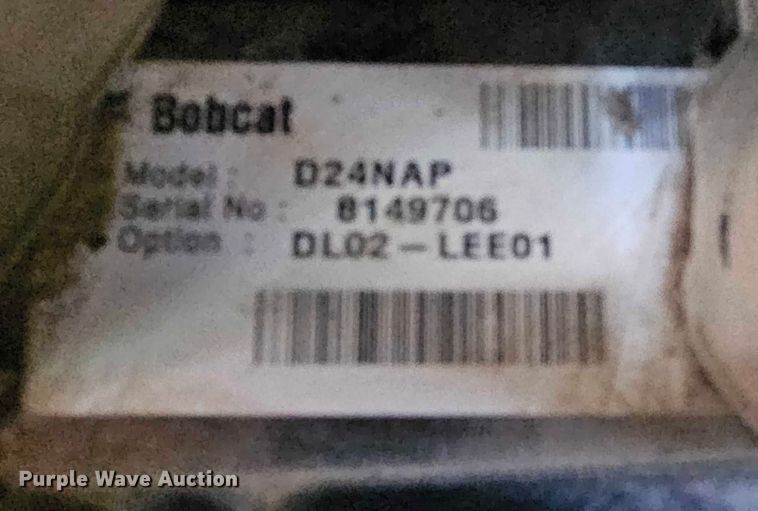 Bobcat
Model : D24NAP
Serial No : 8149706
Option : DL02-LEE01
Purple Wave Auction